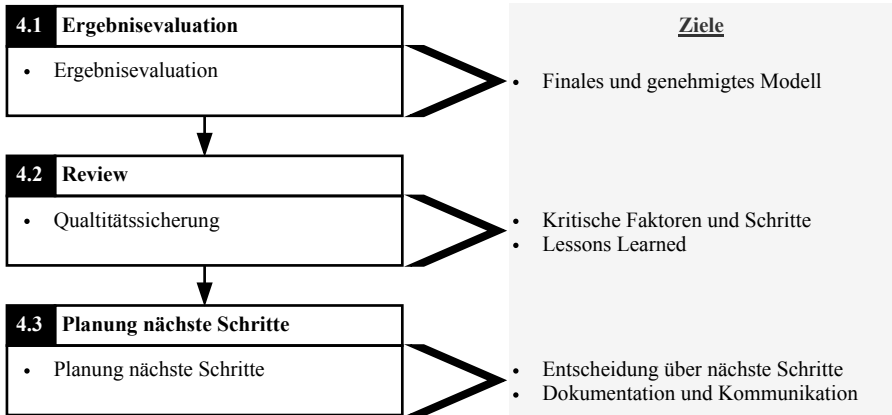 4.1 Ergebnisevaluation
Ziele
• Ergebnisevaluation
• Finales und genehmigtes Modell
4.2 Review
• Qualtitätssicherung
• Kritische Faktoren und Schritte
• Lessons Learned
4.3 Planung nächste Schritte
• Planung nächste Schritte
• Entscheidung über nächste Schritte
• Dokumentation und Kommunikation